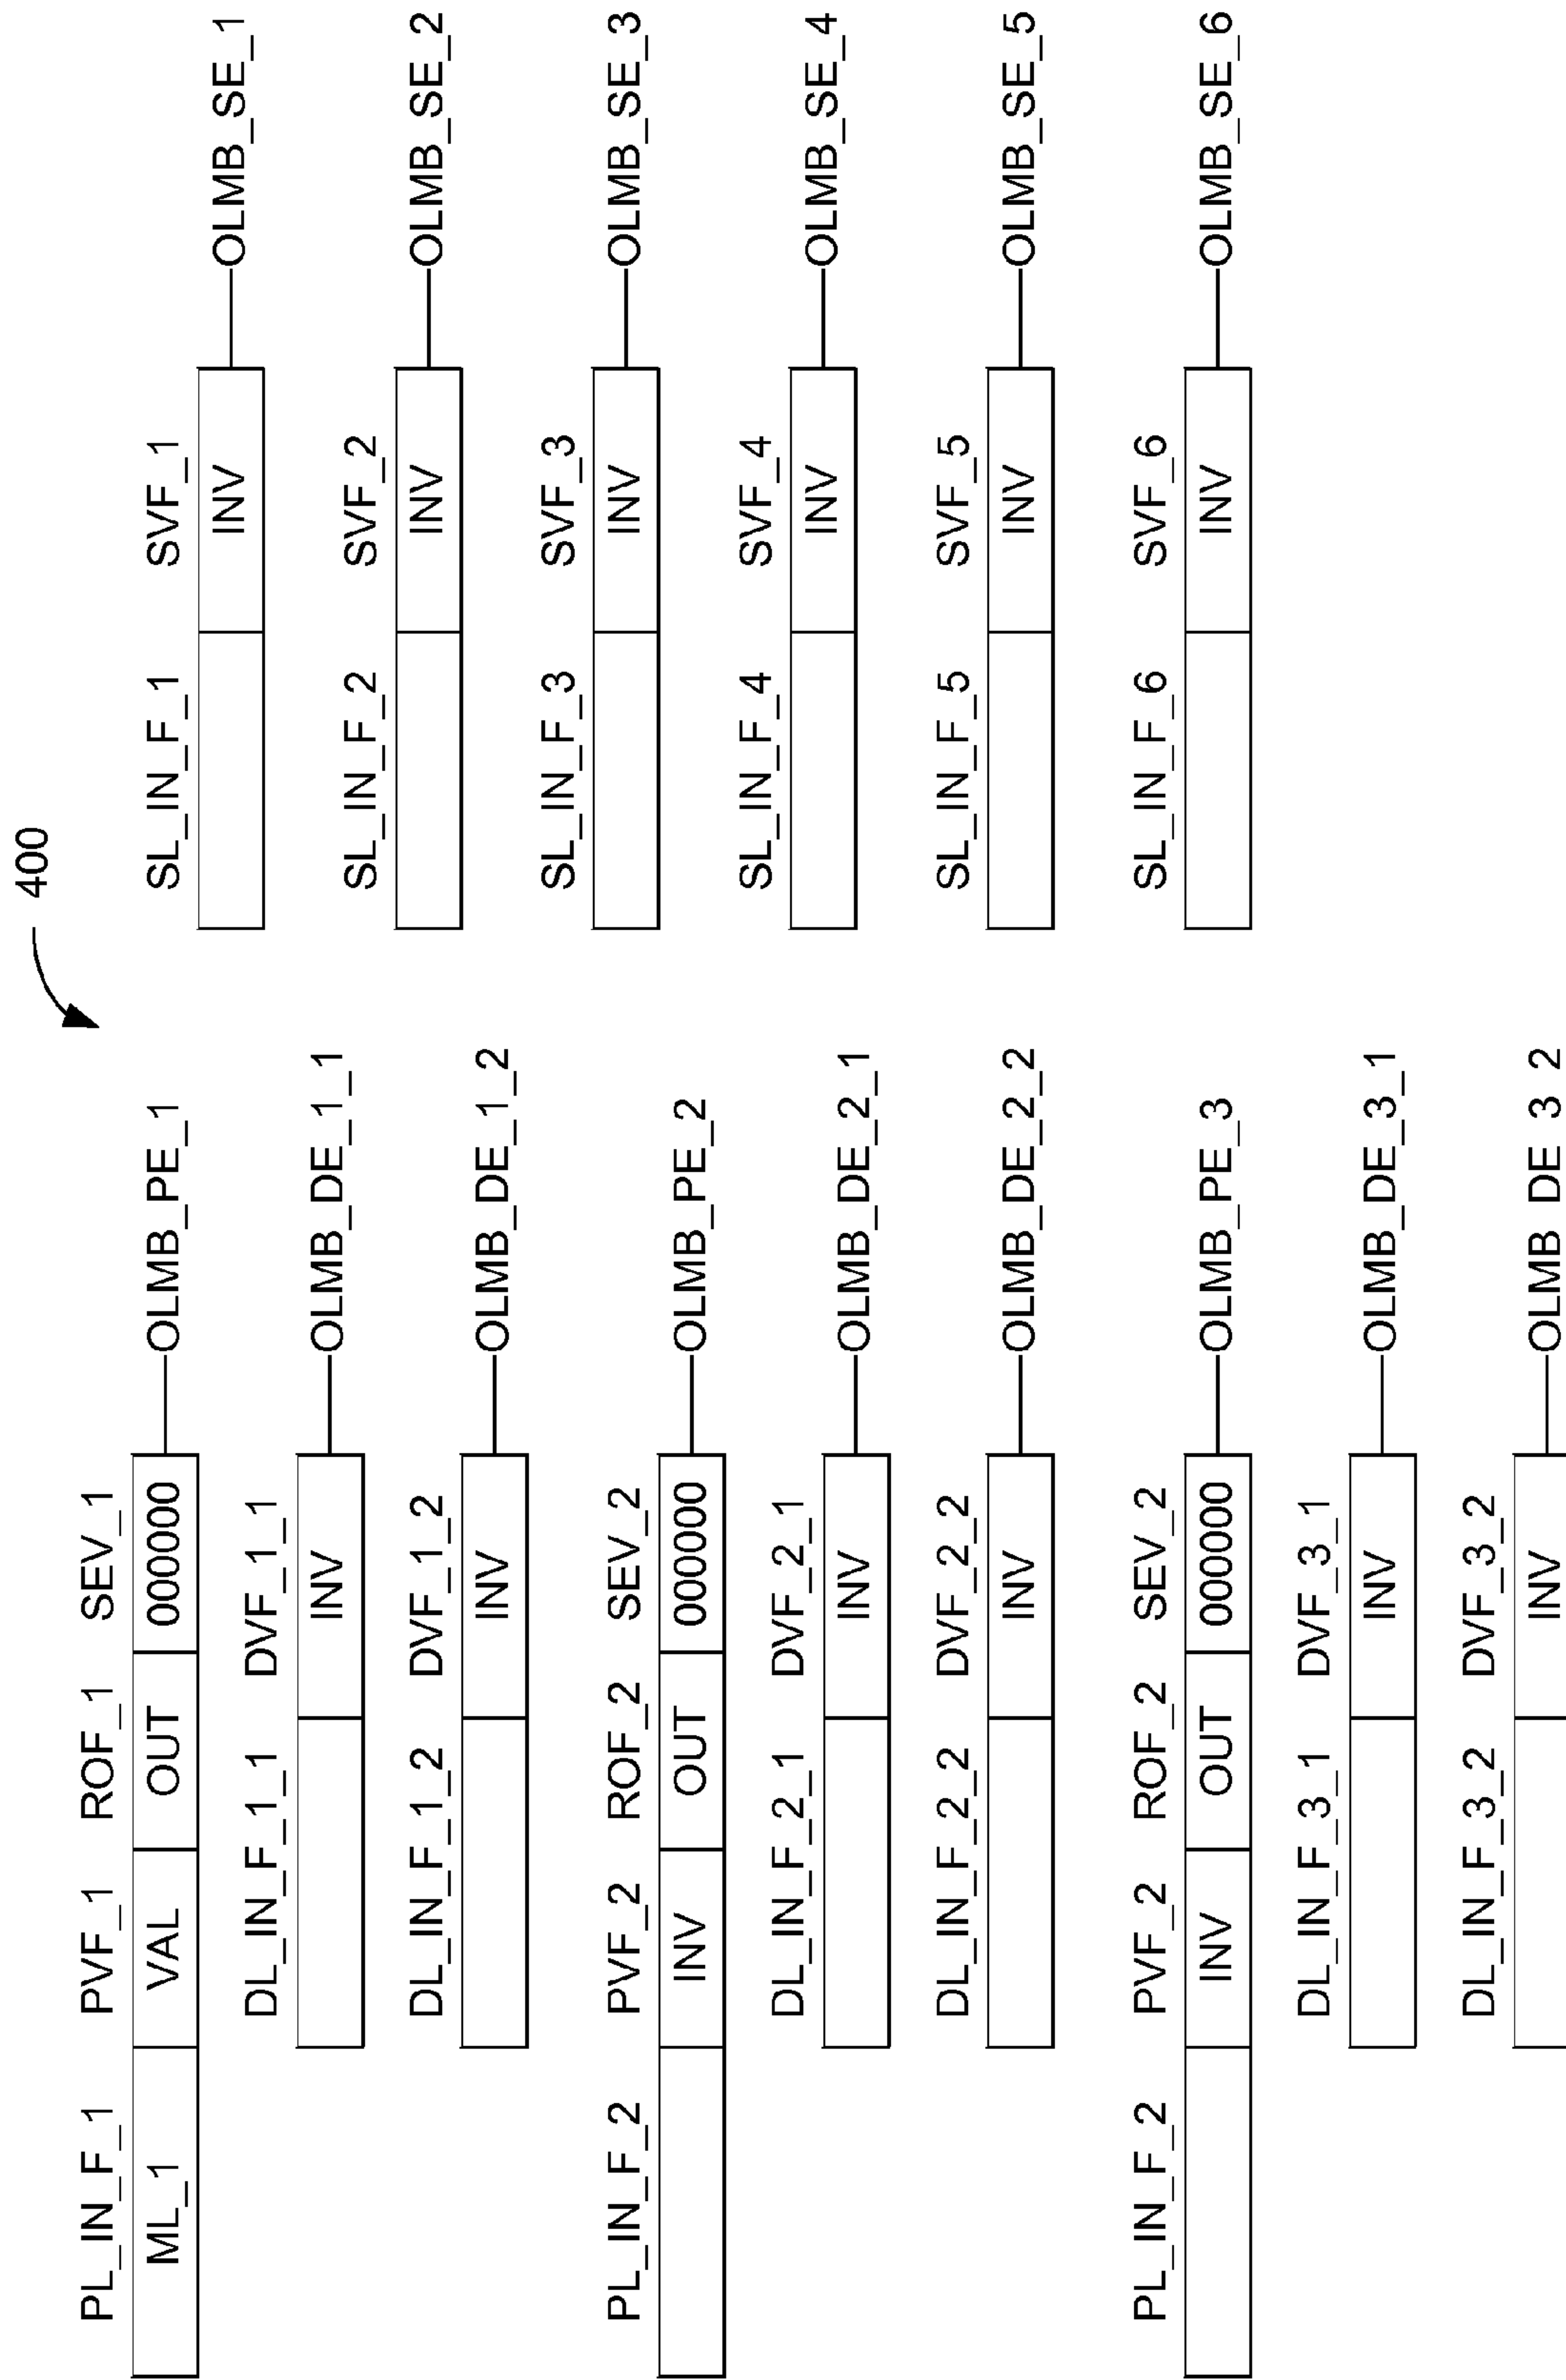 400
PL_IN_F_1 PVF_1 ROF_1 SEV_1
ML_1 VAL OUT 000000 OLMB_PE_1
DL_IN_F_1_1 DVF_1_1
INV OLMB_DE_1_1
DL_IN_F_1_2 DVF_1_2
INV OLMB_DE_1_2
PL_IN_F_2 PVF_2 ROF_2 SEV_2
INV OUT 000000 OLMB_PE_2
DL_IN_F_2_1 DVF_2_1
INV OLMB_DE_2_1
DL_IN_F_2_2 DVF_2_2
INV OLMB_DE_2_2
PL_IN_F_2 PVF_2 ROF_2 SEV_2
INV OUT 000000 OLMB_PE_3
DL_IN_F_3_1 DVF_3_1
INV OLMB_DE_3_1
DL_IN_F_3_2 DVF_3_2
INV OLMB_DE_3_2
SL_IN_F_1 SVF_1
INV OLMB_SE_1
SL_IN_F_2 SVF_2
INV OLMB_SE_2
SL_IN_F_3 SVF_3
INV OLMB_SE_3
SL_IN_F_4 SVF_4
INV OLMB_SE_4
SL_IN_F_5 SVF_5
INV OLMB_SE_5
SL_IN_F_6 SVF_6
INV OLMB_SE_6